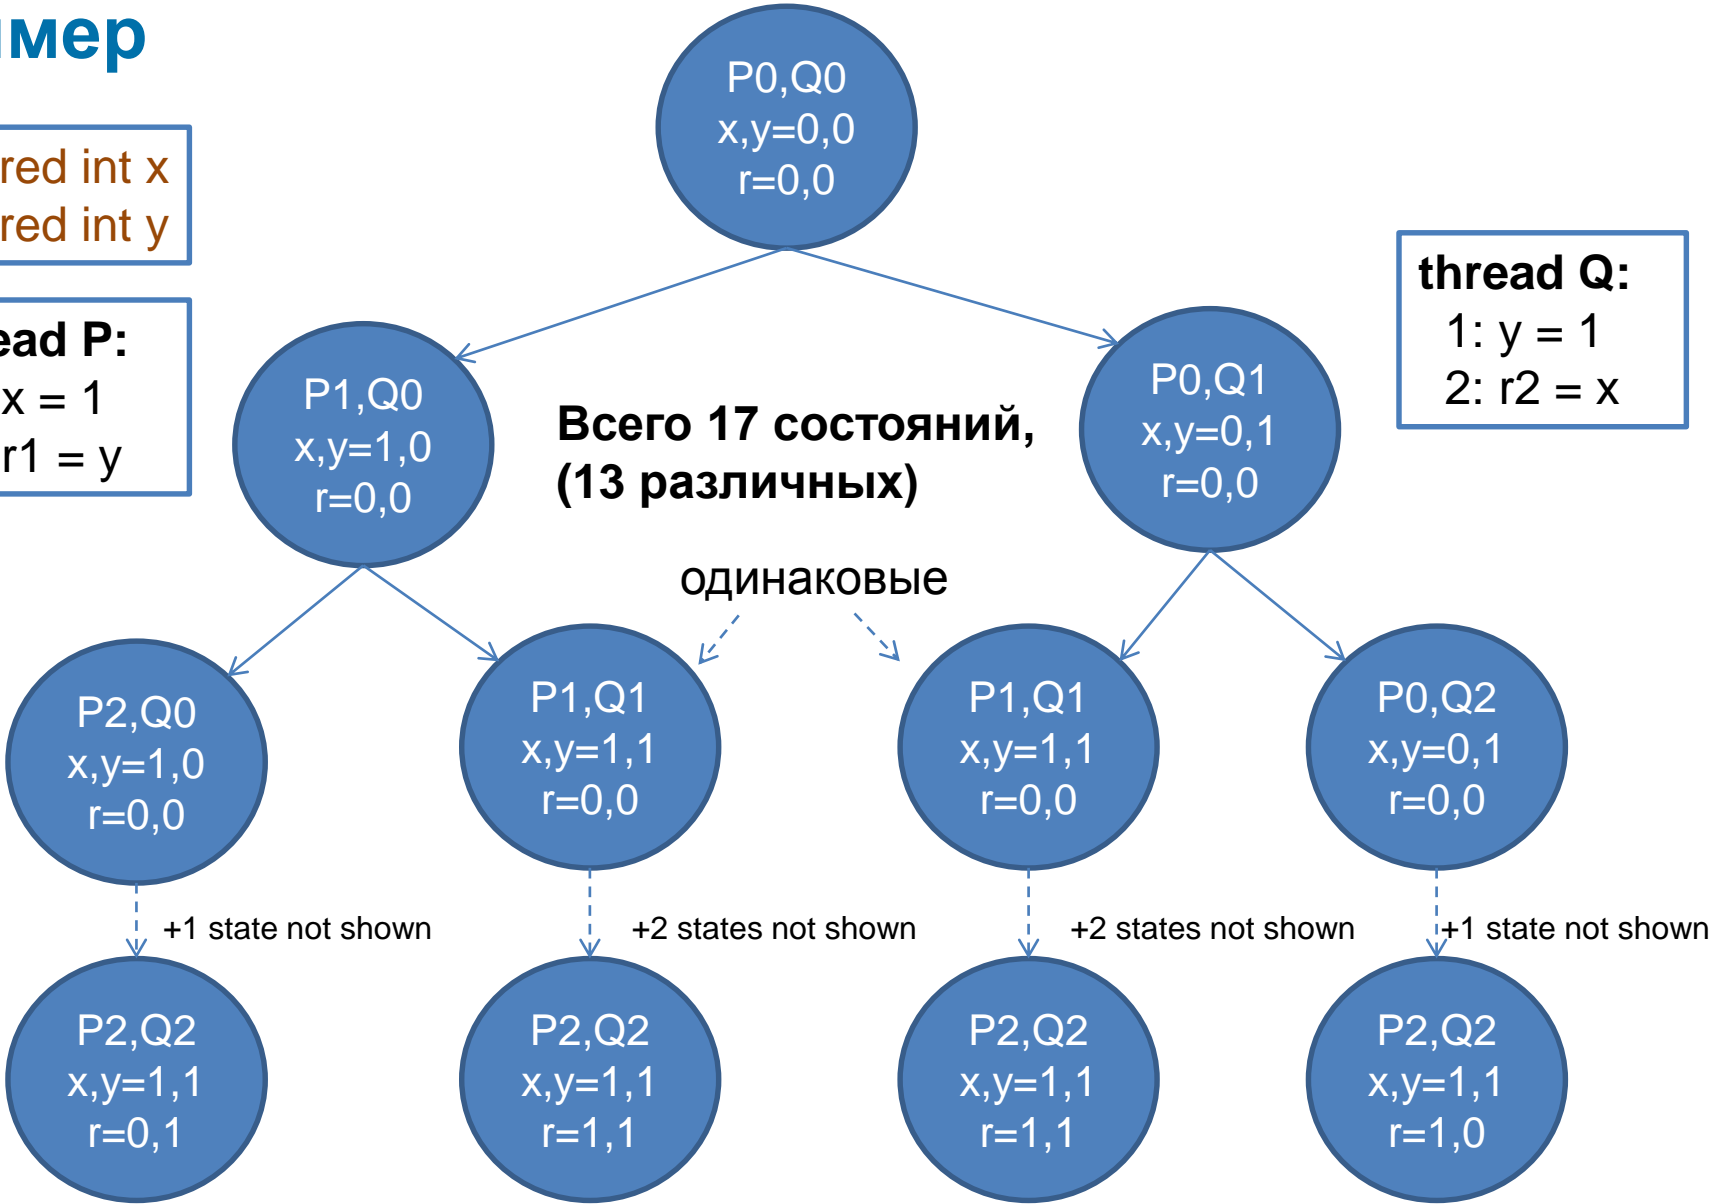 мер
red int x
red int y
ead P:
x = 1
r1 = y
P0,Q0
x,y=0,0
r=0,0
thread Q:
1: y = 1
2: r2 = x
P1,Q0
x,y=1,0
r=0,0
Всего 17 состояний,
(13 различных)
P0,Q1
x,y=0,1
r=0,0
одинаковые
P2,Q0
x,y=1,0
r=0,0
P1,Q1
x,y=1,1
r=0,0
P1,Q1
x,y=1,1
r=0,0
P0,Q2
x,y=0,1
r=0,0
+1 state not shown
+2 states not shown
+2 states not shown
+1 state not shown
P2,Q2
x,y=1,1
r=0,1
P2,Q2
x,y=1,1
r=1,1
P2,Q2
x,y=1,1
r=1,1
P2,Q2
x,y=1,1
r=1,0